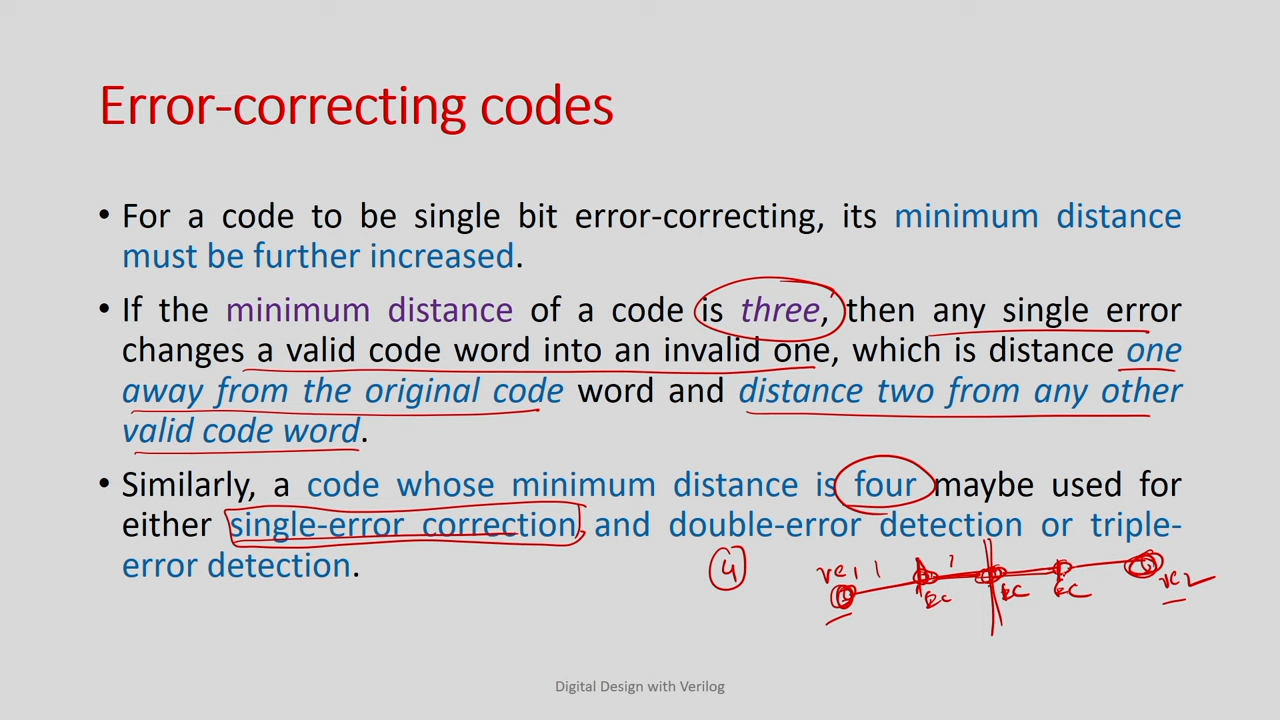 Error-correcting codes
• For a code to be single bit error-correcting, its minimum distance
must be further increased.
• If the minimum distance of a code is three, then any single error
changes a valid code word into an invalid one, which is distance one
away from the original code word and distance two from any other
valid code word.
• Similarly, a code whose minimum distance is four maybe used for
either single-error correction and double-error detection or triple-
error detection.
4
Digital Design with Verilog